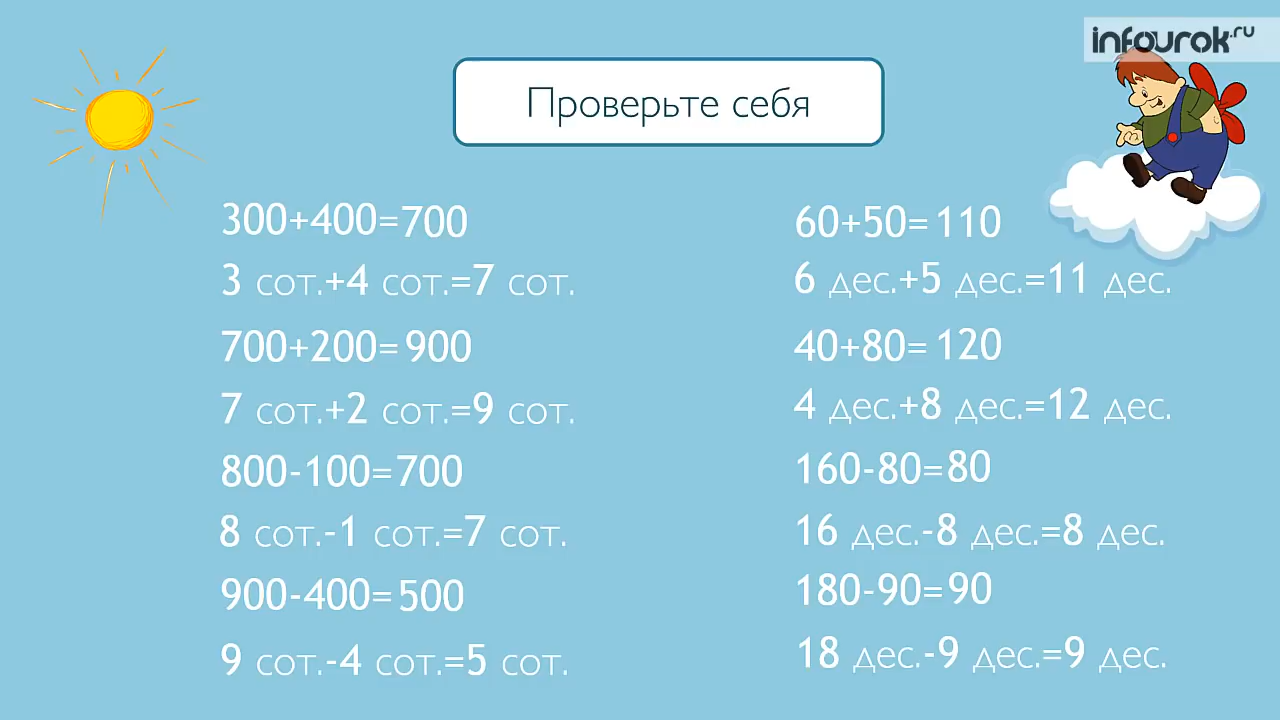 infourok.ru
Проверьте себя
300+400=700
3 сот.+4 сот.=7 сот.
700+200=900
7 сот.+2 сот.=9 сот.
800-100=700
8 сот.-1 сот.=7 сот.
900-400=500
9 сот.-4 сот.=5 сот.
60+50=110
6 дес.+5 дес.=11 дес.
40+80=120
4 дес.+8 дес.=12 дес.
160-80=80
16 дес.-8 дес.=8 дес.
180-90=90
18 дес.-9 дес.=9 дес.